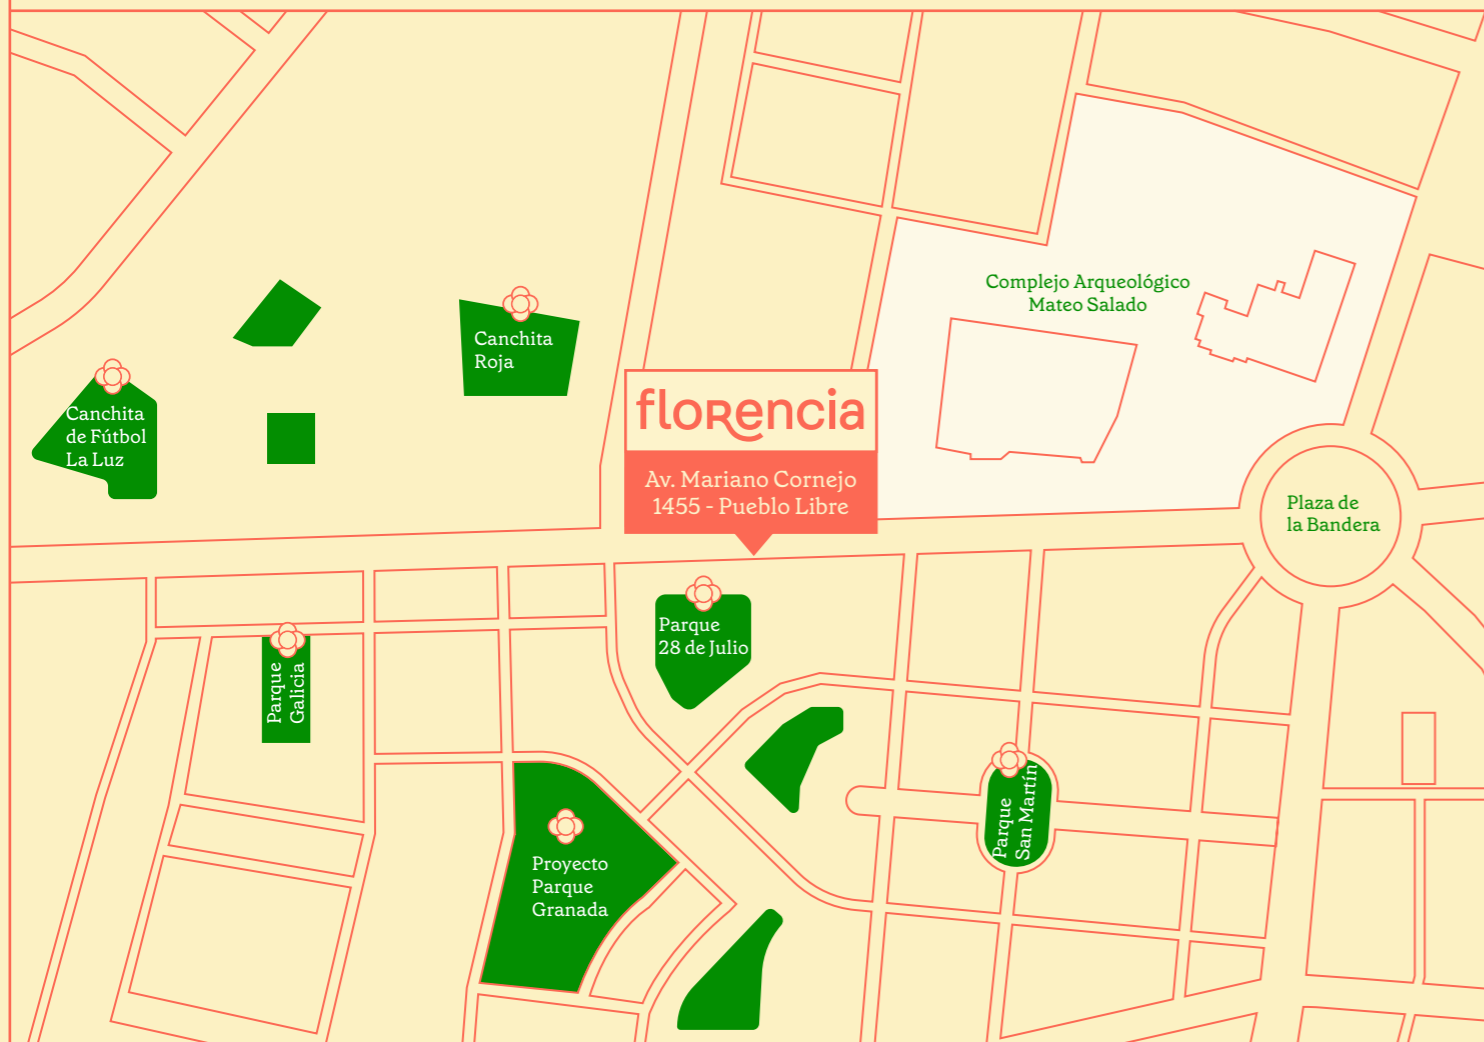 Complejo Arqueológico
Mateo Salado
Canchita
Roja
florencia
Av. Mariano Cornejo
1455 - Pueblo Libre
Canchita
de Fútbol
La Luz
Plaza de
la Bandera
Parque
28 de Julio
Parque
Galicia
Parque
San Martín
Proyecto
Parque
Granada